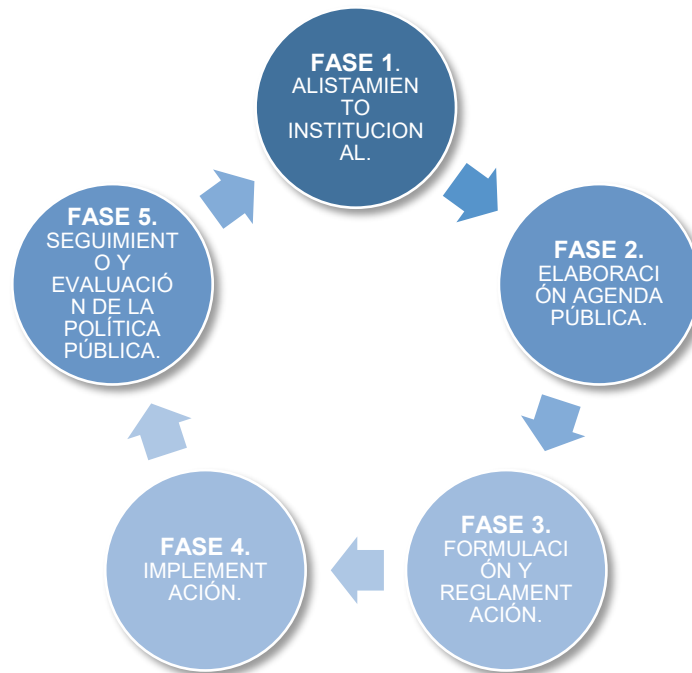 FASE 1.
ALISTAMIEN
TO
INSTITUCION
AL.
FASE 2.
ELABORACI
ÓN AGENDA
PÚBLICA.
FASE 3.
FORMULACI
ÓN Y
REGLAMENT
ACIÓN.
FASE 4.
IMPLEMENT
ACIÓN.
FASE 5.
SEGUIMIENT
O Y
EVALUACIÓ
N DE LA
POLÍTICA
PÚBLICA.